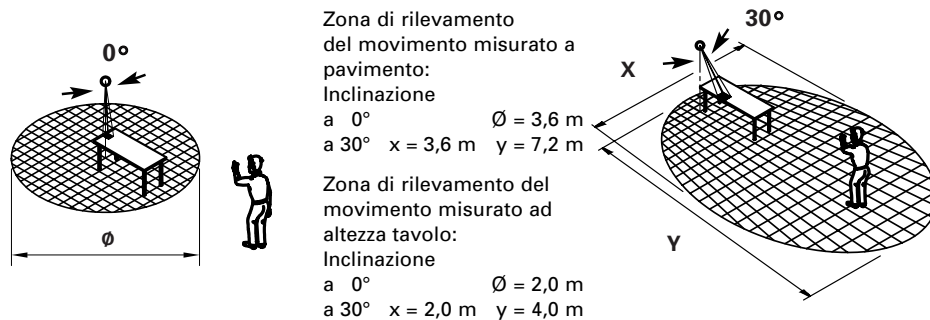 0°
Ø
Zona di rilevamento
del movimento misurato a
pavimento:
Inclinazione
a 0° Ø = 3,6 m
a 30° x = 3,6 m y = 7,2 m
Zona di rilevamento del
movimento misurato ad
altezza tavolo:
Inclinazione
a 0° Ø = 2,0 m
a 30° x = 2,0 m y = 4,0 m
30°
X
Y